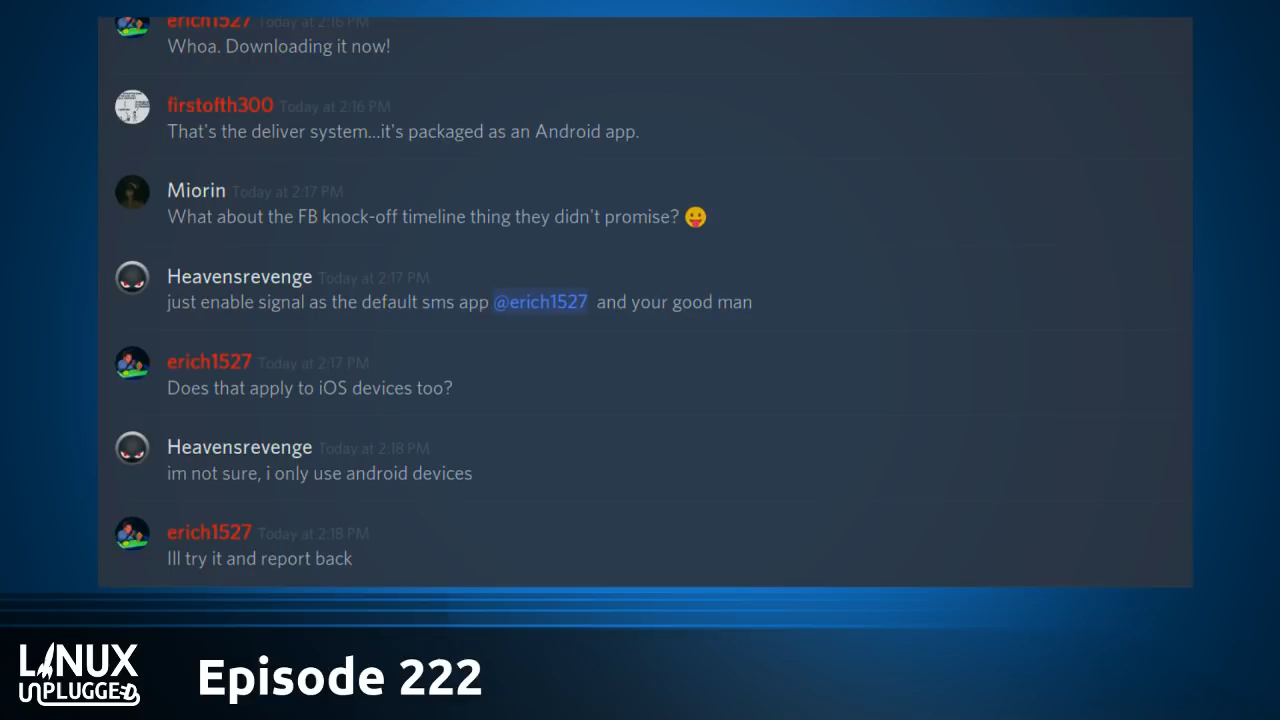 erich1527 Today at 2:16 PM
Whoa. Downloading it now!
firstofth300 Today at 2:16 PM
That's the deliver system...it's packaged as an Android app.
Miorin Today at 2:17 PM
What about the FB knock-off timeline thing they didn't promise? 😛
Heavensrevenge Today at 2:17 PM
just enable signal as the default sms app @erich1527 and your good man
erich1527 Today at 2:17 PM
Does that apply to iOS devices too?
Heavensrevenge Today at 2:18 PM
im not sure, i only use android devices
erich1527 Today at 2:18 PM
Ill try it and report back
LINUX
UNPLUGGED
Episode 222